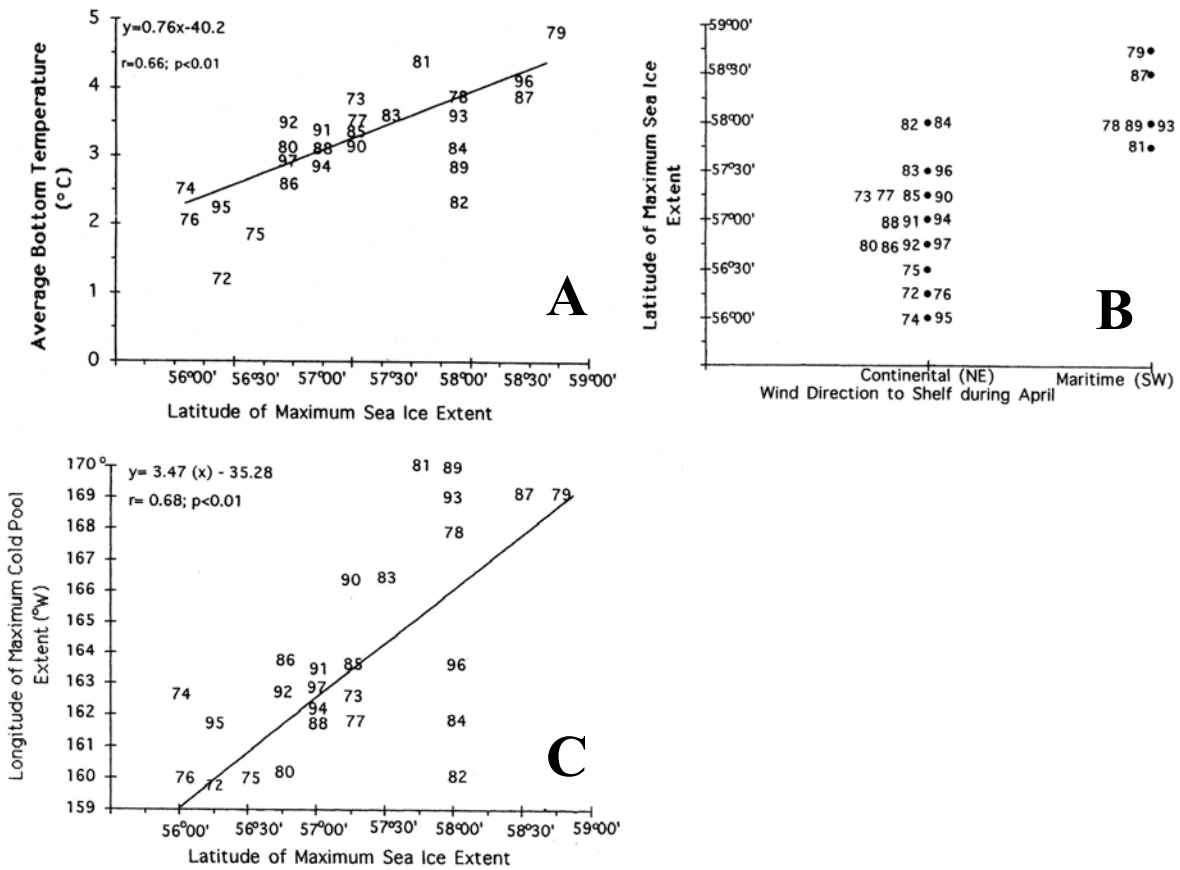 y=0.76x-40.2
r=0.66; p<0.01
Average Bottom Temperature
(°C)
5
4
3
2
1
0
79
81
96
87
73
78
83
93
92
91
77
85
80
88
90
84
97
94
89
86
74
95
76
82
75
72
A
56°00' 56°30' 57°00' 57°30' 58°00' 58°30' 59°00'
Latitude of Maximum Sea Ice Extent
Latitude of Maximum Sea Ice
Extent
59°00'
58°30'
58°00'
57°30'
57°00'
56°30'
56°00'
79
87
82 84
78 89 93
81
83 96
73 77 85 90
88 91 94
80 86 92 97
75
72 76
74 95
B
Continental (NE) Maritime (SW)
Wind Direction to Shelf during April
y= 3.47 (x) - 35.28
r= 0.68; p<0.01
Longitude of Maximum Cold Pool
Extent (°W)
170°
169
168
167
166
165
164
163
162
161
160
159
81 89
93 87 79
78
90 83
86 91 85 96
74 92 97 73
94
95 88 77 84
76 72 75 80 82
C
56°00' 56°30' 57°00' 57°30' 58°00' 58°30' 59°00'
Latitude of Maximum Sea Ice Extent